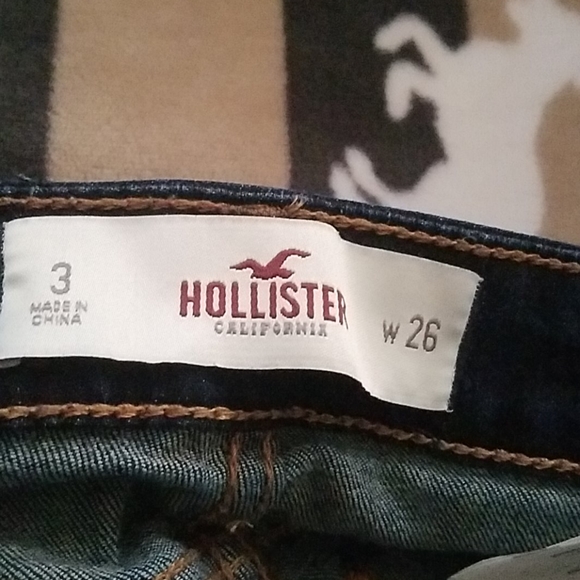 3
MADE IN
CHINA
HOLLISTER
CALIFORNIA
W 26